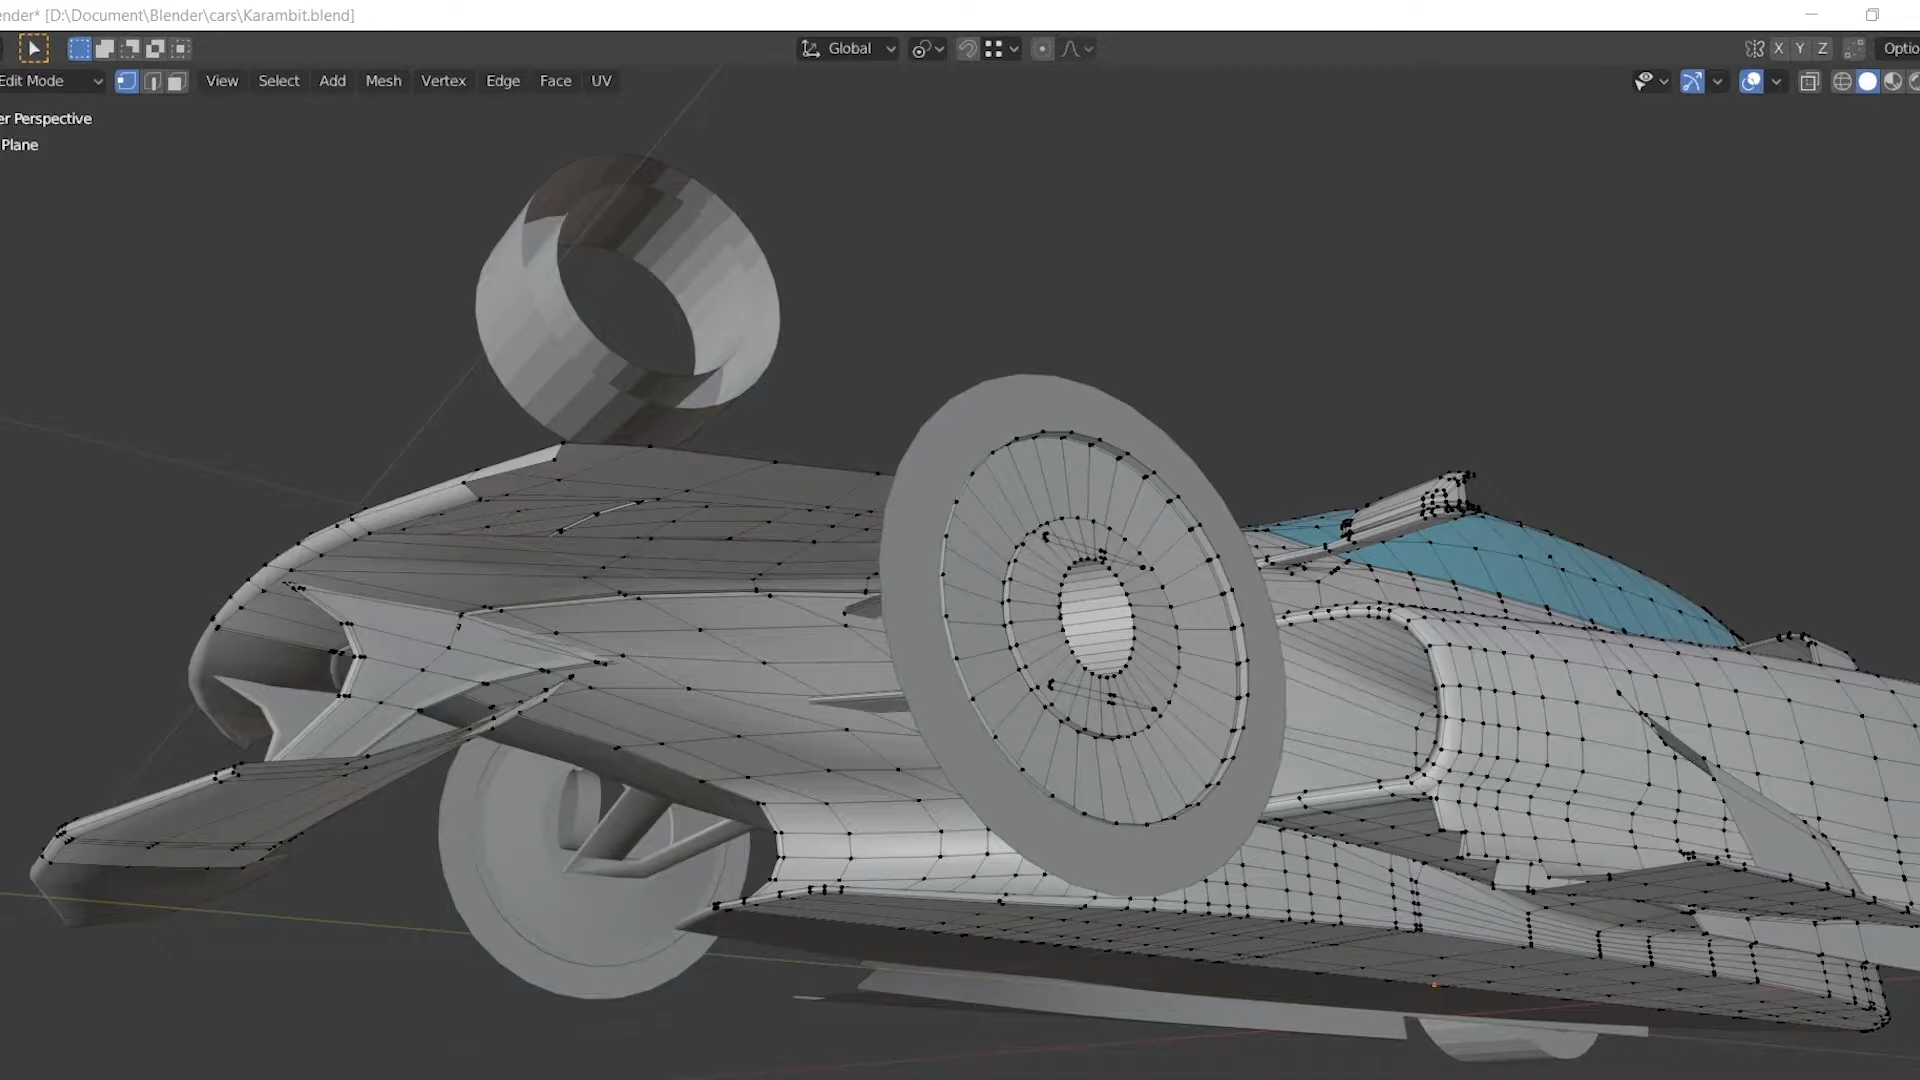 ender* [D:\Document\Blender\cars\Karambit.blend]
Global
X Y Z
Optio
Edit Mode
View Select Add Mesh Vertex Edge Face UV
er Perspective
Plane